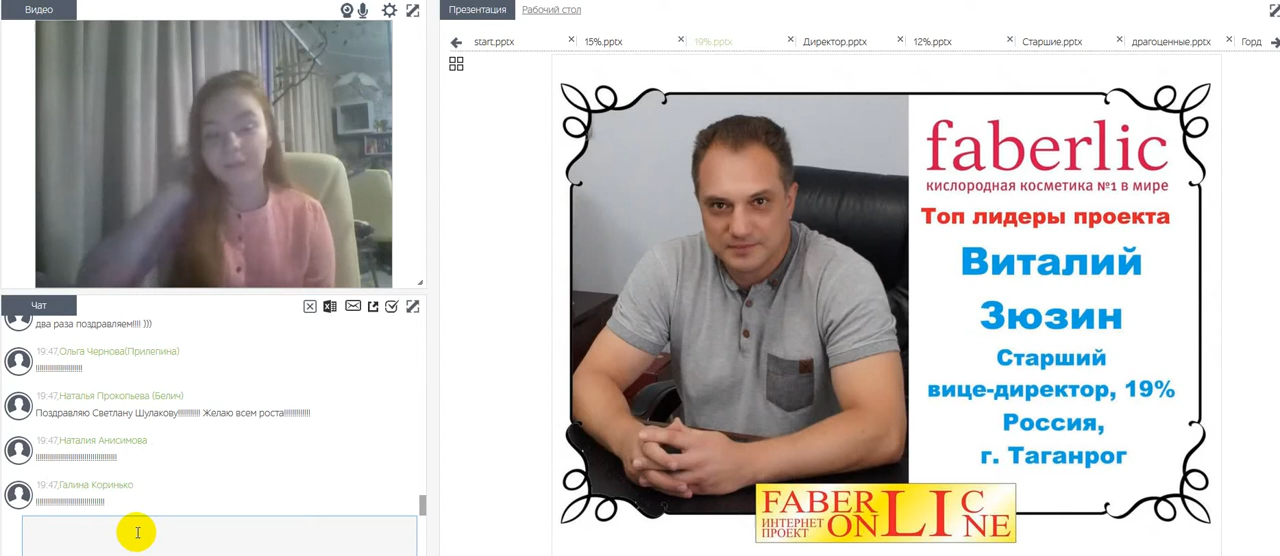 Видео
Презентация
Рабочий стол
start.pptx
15%.pptx
19%.pptx
Директор.pptx
12%.pptx
Старшие.pptx
драгоценные.pptx
Горд
faberlic
кислородная косметика №1 в мире
Топ лидеры проекта
Виталий
Зюзин
Старший
вице-директор, 19%
Россия,
г. Таганрог
FABERLIC
ИНТЕРНЕТ ПРОЕКТ
ONLINE
Чат
два раза поздравляем!!!! )))
19:47,Ольга Чернова(Прилепина)
!!!!!!!!!!!!!!!!!!!!!!!
19:47,Наталья Прокопьева (Белич)
Поздравляю Светлану Шулакову!!!!!!!!!!! Желаю всем роста!!!!!!!!!!!!!
19:47,Наталия Анисимова
!!!!!!!!!!!!!!!!!!!!!!!!!!!!!!!!!!!!!!!!
19:47,Галина Коринько
!!!!!!!!!!!!!!!!!!!!!!!!!!!!!!!!!!